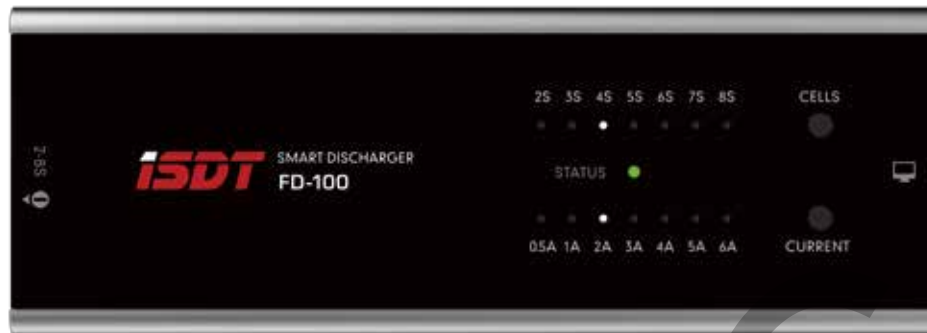 2S 3S 4S 5S 6S 7S 8S
CELLS
2-8S
iSDT
SMART DISCHARGER
FD-100
STATUS
0.5A 1A 2A 3A 4A 5A 6A
CURRENT